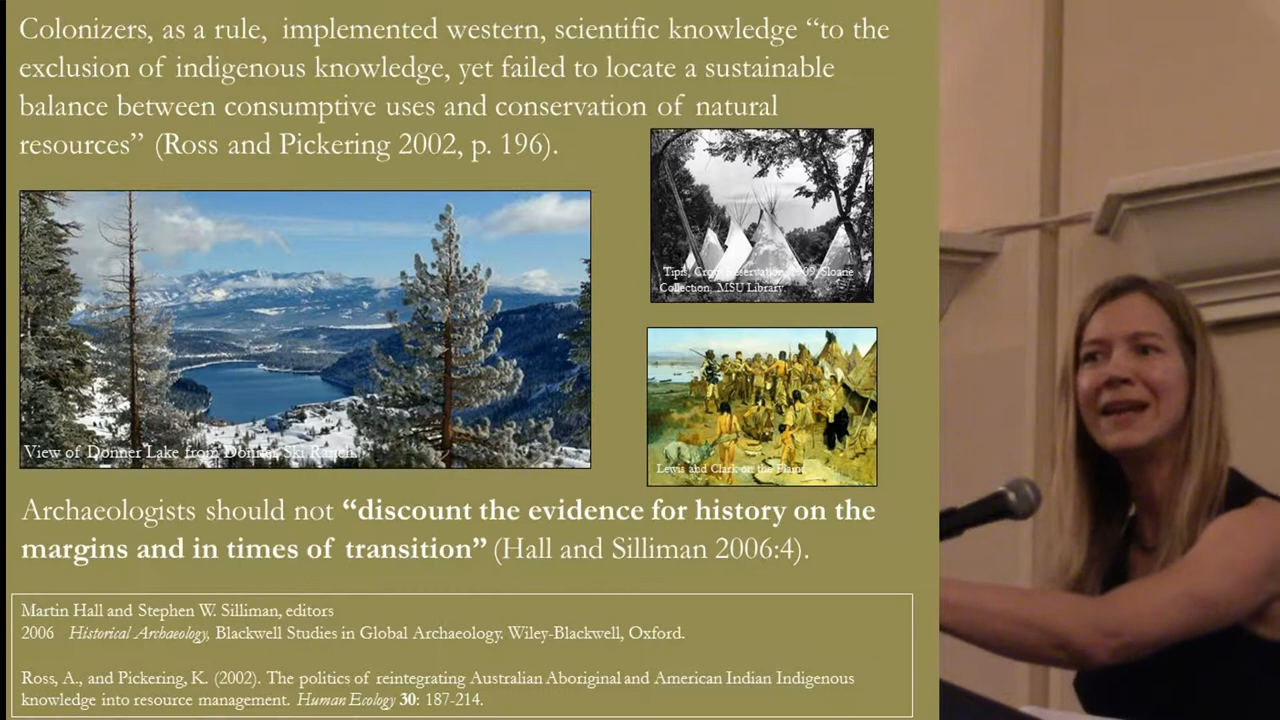 Colonizers, as a rule, implemented western, scientific knowledge “to the
exclusion of indigenous knowledge, yet failed to locate a sustainable
balance between consumptive uses and conservation of natural
resources” (Ross and Pickering 2002, p. 196).
Tipis, Crow Reservation, 1905, Sloane
Collection, MSU Library.
View of Donner Lake from Donner Ski Ranch.
Lewis and Clark on the Plains
Archaeologists should not “discount the evidence for history on the
margins and in times of transition” (Hall and Silliman 2006:4).
Martin Hall and Stephen W. Silliman, editors
2006 Historical Archaeology, Blackwell Studies in Global Archaeology. Wiley-Blackwell, Oxford.
Ross, A., and Pickering, K. (2002). The politics of reintegrating Australian Aboriginal and American Indian Indigenous
knowledge into resource management. Human Ecology 30: 187-214.